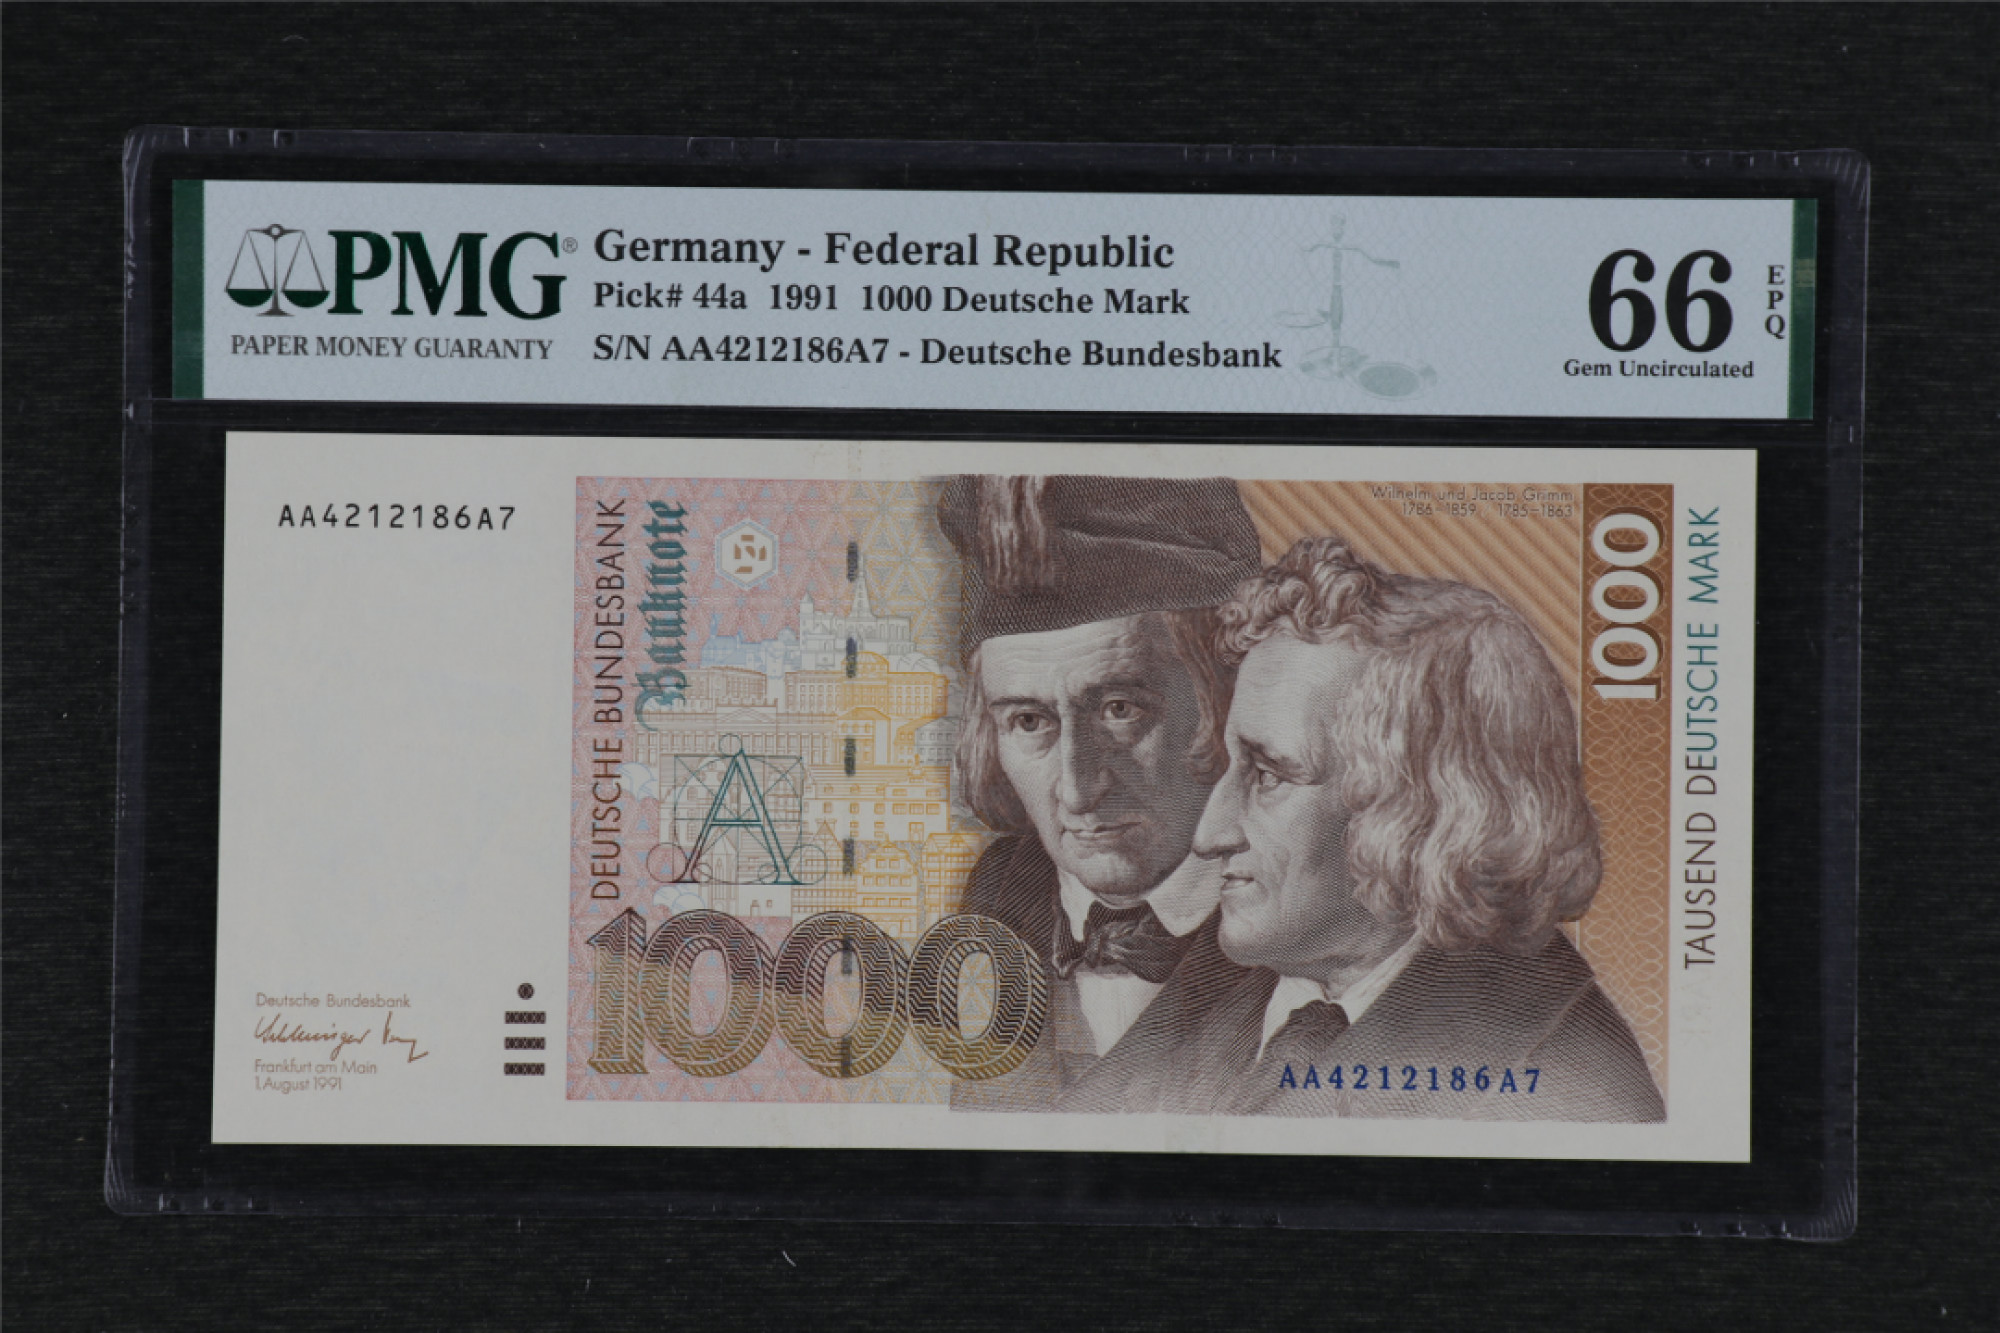 PMG®
PAPER MONEY GUARANTY
Germany - Federal Republic
Pick# 44a 1991 1000 Deutsche Mark
S/N AA4212186A7 - Deutsche Bundesbank
66
EPQ
Gem Uncirculated
AA4212186A7
DEUTSCHE BUNDESBANK
Banknote
A
1000
Wilhelm und Jacob Grimm
1786-1859 1785-1863
1000
TAUSEND DEUTSCHE MARK
Deutsche Bundesbank
Frankfurt am Main
1. August 1991
AA4212186A7